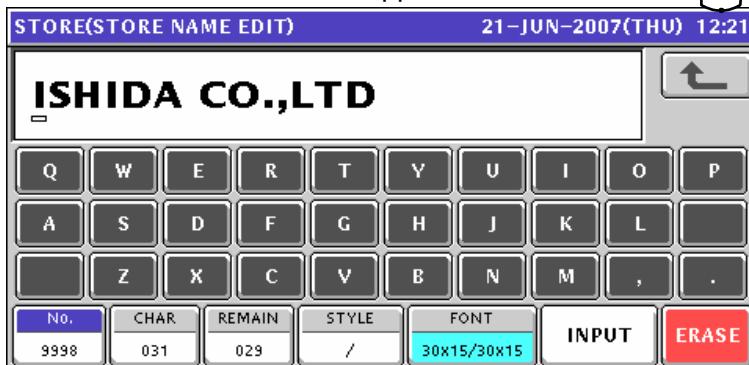 STORE(STORE NAME EDIT) 21-JUN-2007(THU) 12:21
ISHIDA CO.,LTD
Q W E R T Y U I O P
A S D F G H J K L
Z X C V B N M , .
No. CHAR REMAIN STYLE FONT INPUT ERASE
9998 031 029 / 30x15/30x15